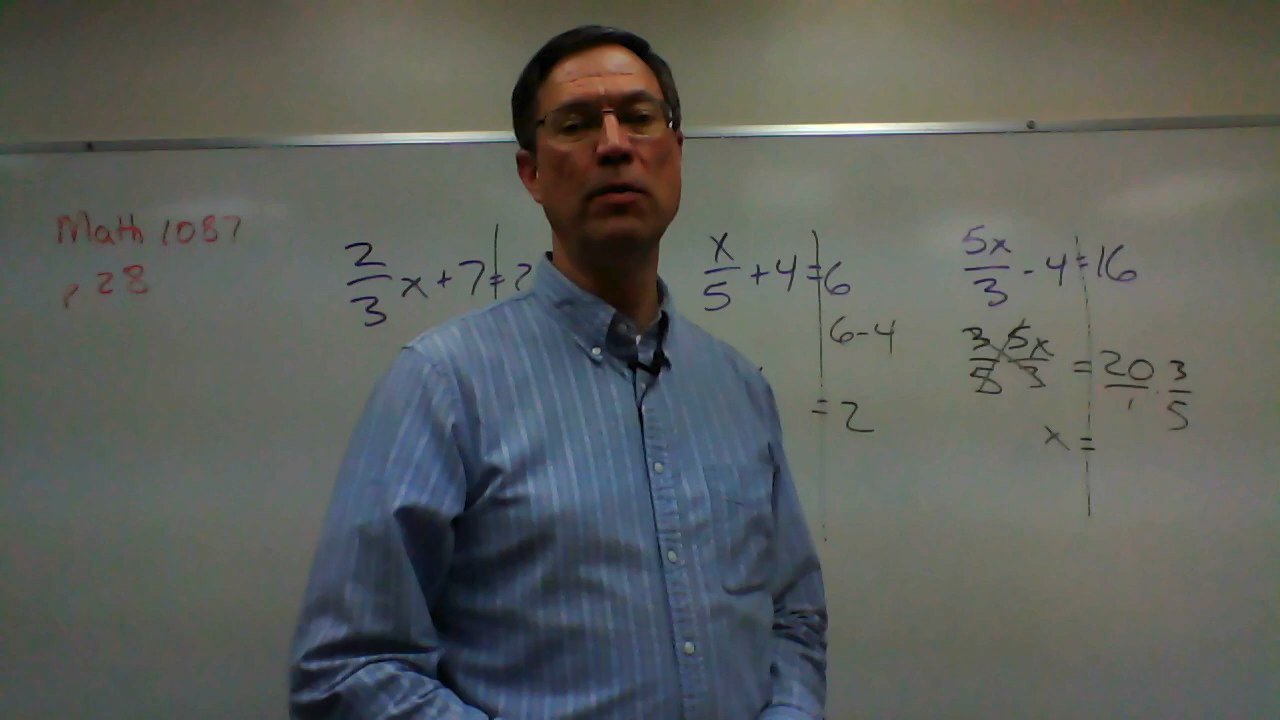 Math 1087
p 28
2/3 x + 7 =
x/5 + 4 = 6
6 - 4
= 2
5x/3 - 4 = 16
3/5 5x/3 = 20/1 · 3/5
x =